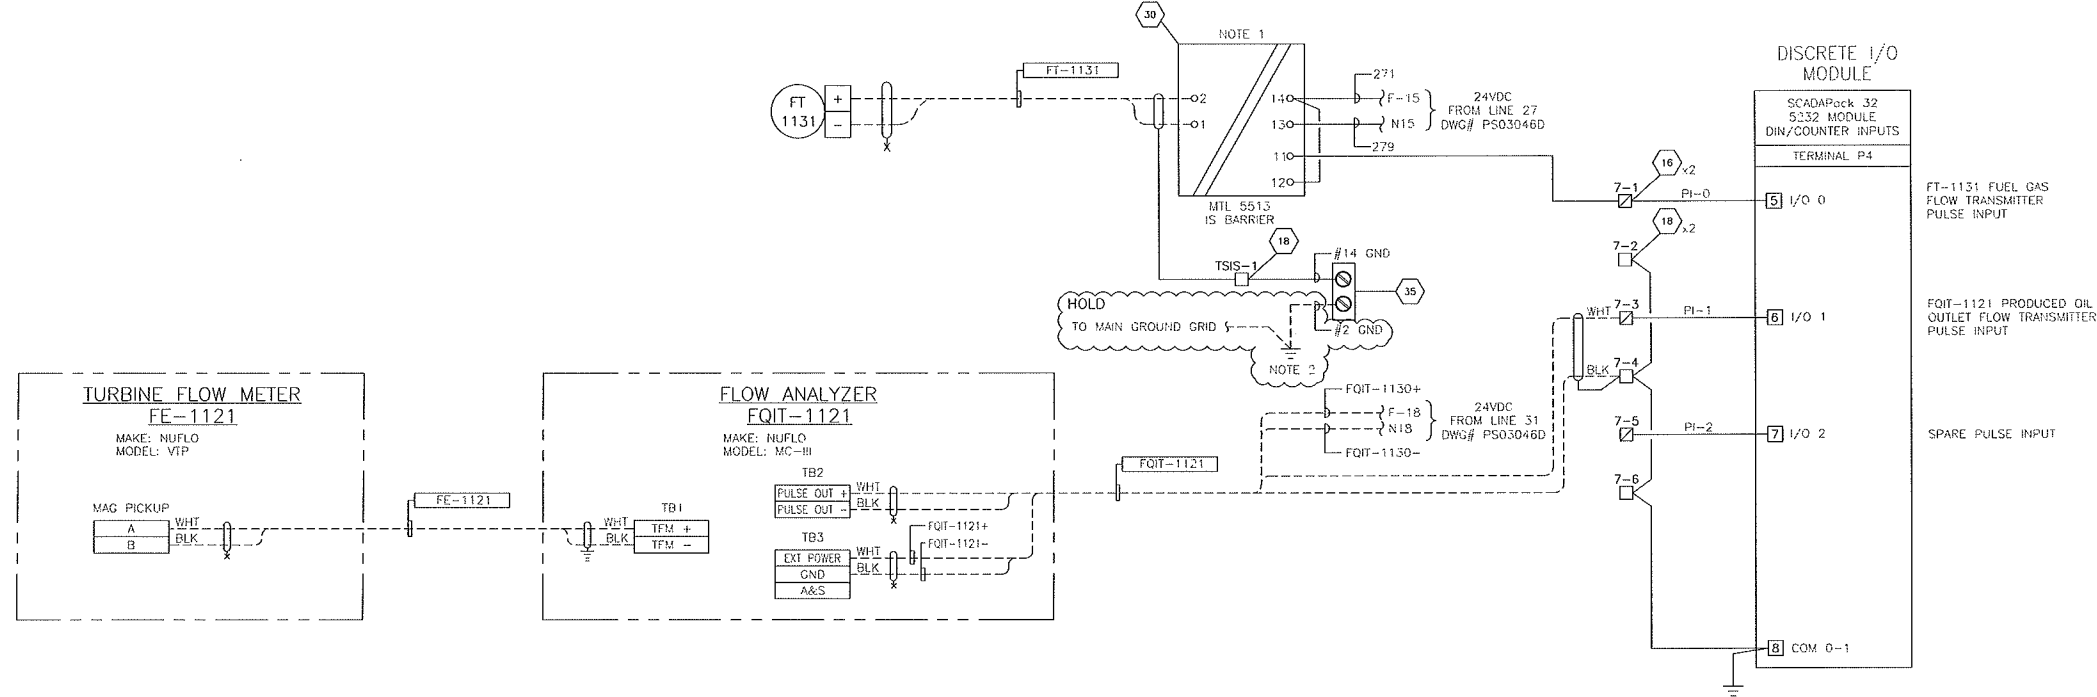 30
NOTE 1
FT-1131
FT
1131
+
-
2
1
14
13
11
12
271
F-15
N15
279
24VDC
FROM LINE 27
DWG# PS03046D
MTL 5513
IS BARRIER
DISCRETE I/O
MODULE
SCADAPack 32
5232 MODULE
DIN/COUNTER INPUTS
TERMINAL P4
16
x2
7-1
PI-0
5
I/O 0
FT-1131 FUEL GAS
FLOW TRANSMITTER
PULSE INPUT
18
x2
7-2
18
TSIS-1
#14 GND
35
HOLD
TO MAIN GROUND GRID
#2 GND
NOTE 2
WHT
7-3
PI-1
6
I/O 1
FQIT-1121 PRODUCED OIL
OUTLET FLOW TRANSMITTER
PULSE INPUT
BLK
7-4
7-5
PI-2
7
I/O 2
SPARE PULSE INPUT
7-6
8
COM 0-1
FQIT-1130+
F-18
N18
FQIT-1130-
24VDC
FROM LINE 31
DWG# PS03046D
TURBINE FLOW METER
FE-1121
MAKE: NUFLO
MODEL: VTP
MAG PICKUP
A
B
WHT
BLK
FE-1121
FLOW ANALYZER
FQIT-1121
MAKE: NUFLO
MODEL: MC-III
TB1
WHT
BLK
TFM +
TFM -
TB2
PULSE OUT +
PULSE OUT -
WHT
BLK
TB3
EXT POWER
GND
A&S
WHT
BLK
FQIT-1121+
FQIT-1121-
FQIT-1121